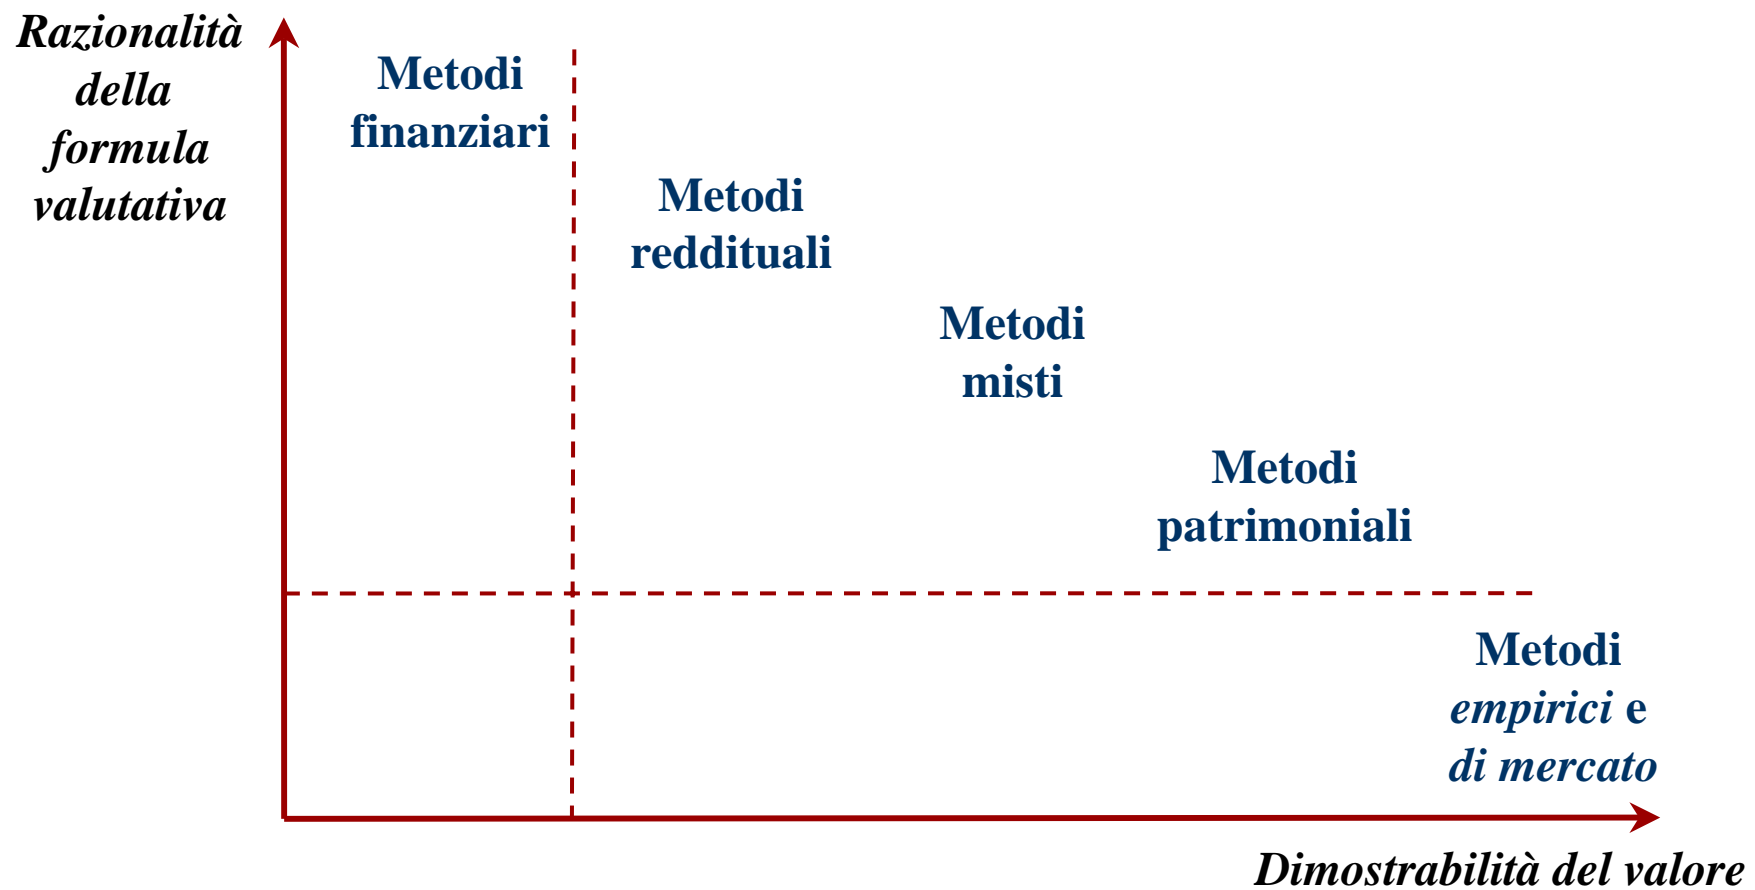 Razionalità
della
formula
valutativa
Metodi
finanziari
Metodi
reddituali
Metodi
misti
Metodi
patrimoniali
Metodi
empirici e
di mercato
Dimostrabilità del valore